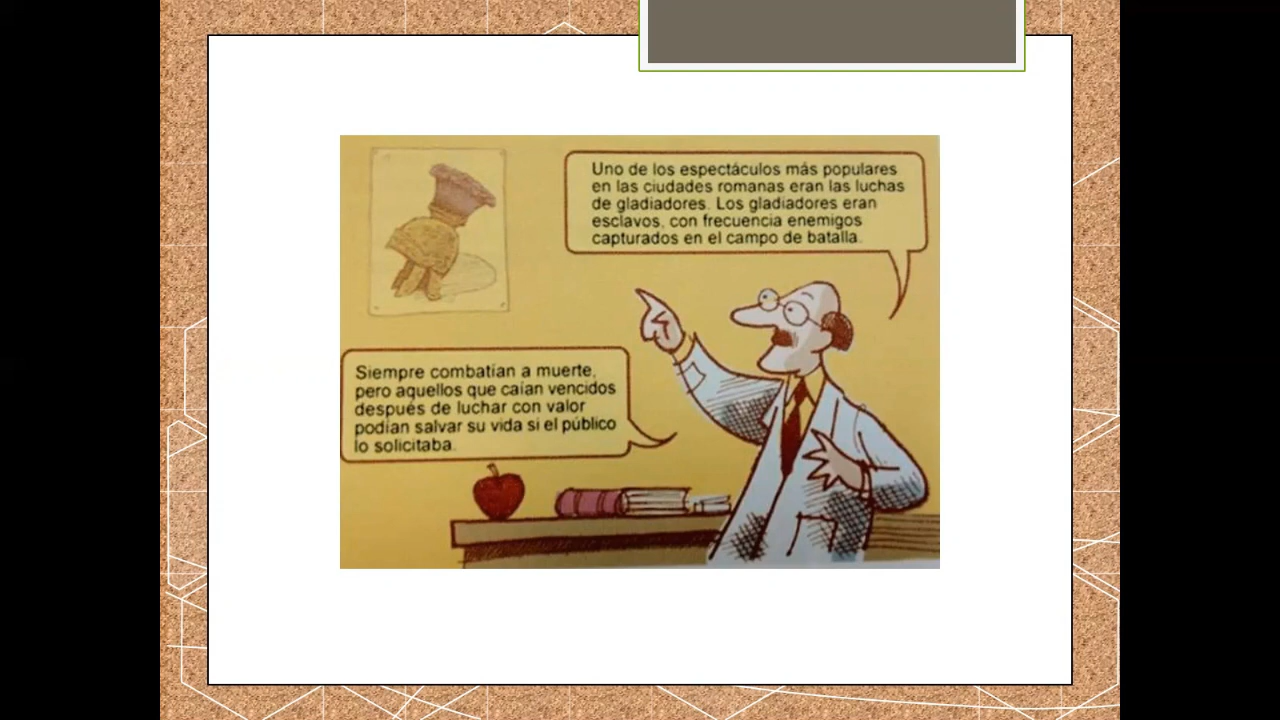 Uno de los espectáculos más populares
en las ciudades romanas eran las luchas
de gladiadores. Los gladiadores eran
esclavos, con frecuencia enemigos
capturados en el campo de batalla.
Siempre combatían a muerte,
pero aquellos que caían vencidos
después de luchar con valor
podían salvar su vida si el público
lo solicitaba.